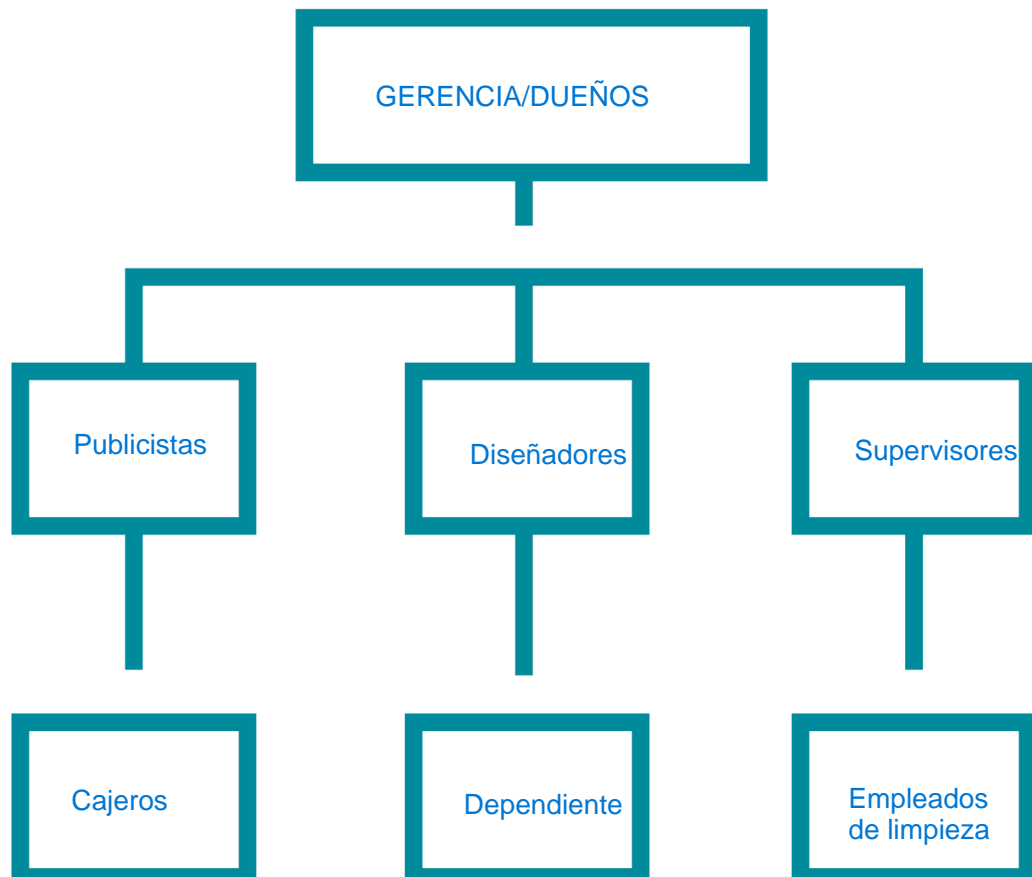 GERENCIA/DUEÑOS
Publicistas
Diseñadores
Supervisores
Cajeros
Dependiente
Empleados
de limpieza